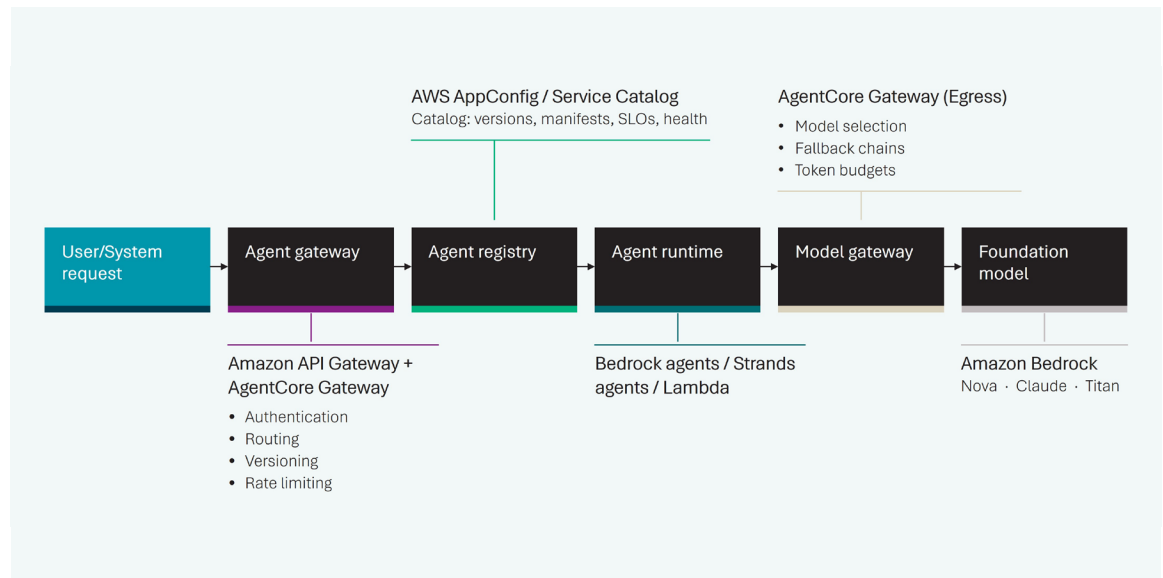 AWS AppConfig / Service Catalog
Catalog: versions, manifests, SLOs, health
AgentCore Gateway (Egress)
• Model selection
• Fallback chains
• Token budgets
User/System
request
Agent gateway
Agent registry
Agent runtime
Model gateway
Foundation
model
Amazon API Gateway +
AgentCore Gateway
• Authentication
• Routing
• Versioning
• Rate limiting
Bedrock agents / Strands
agents / Lambda
Amazon Bedrock
Nova · Claude · Titan